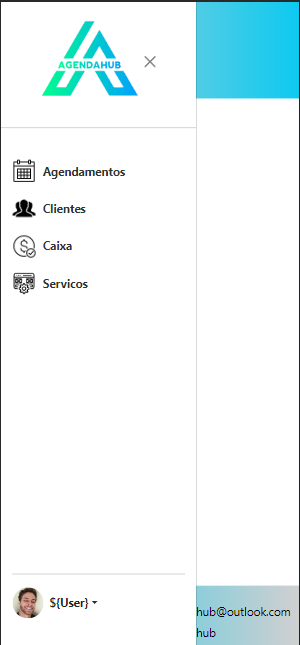 AGENDAHUB
Agendamentos
Clientes
Caixa
Servicos
${User}
hub@outlook.com
hub